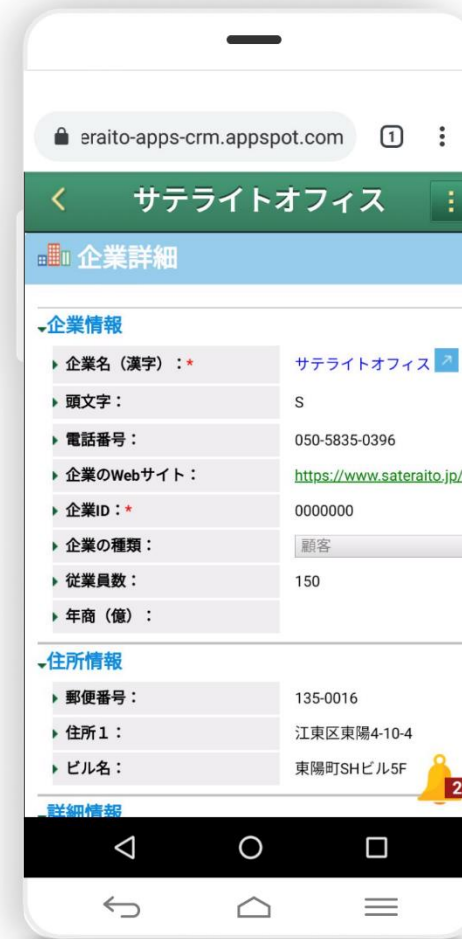 eraito-apps-crm.appspot.com 1
サテライトオフィス
企業詳細
企業情報
企業名（漢字）：* サテライトオフィス
頭文字： S
電話番号： 050-5835-0396
企業のWebサイト： https://www.sateraito.jp/
企業ID：* 0000000
企業の種類： 顧客
従業員数： 150
年商（億）：
住所情報
郵便番号： 135-0016
住所１： 江東区東陽4-10-4
ビル名： 東陽町SHビル5F
2
詳細情報